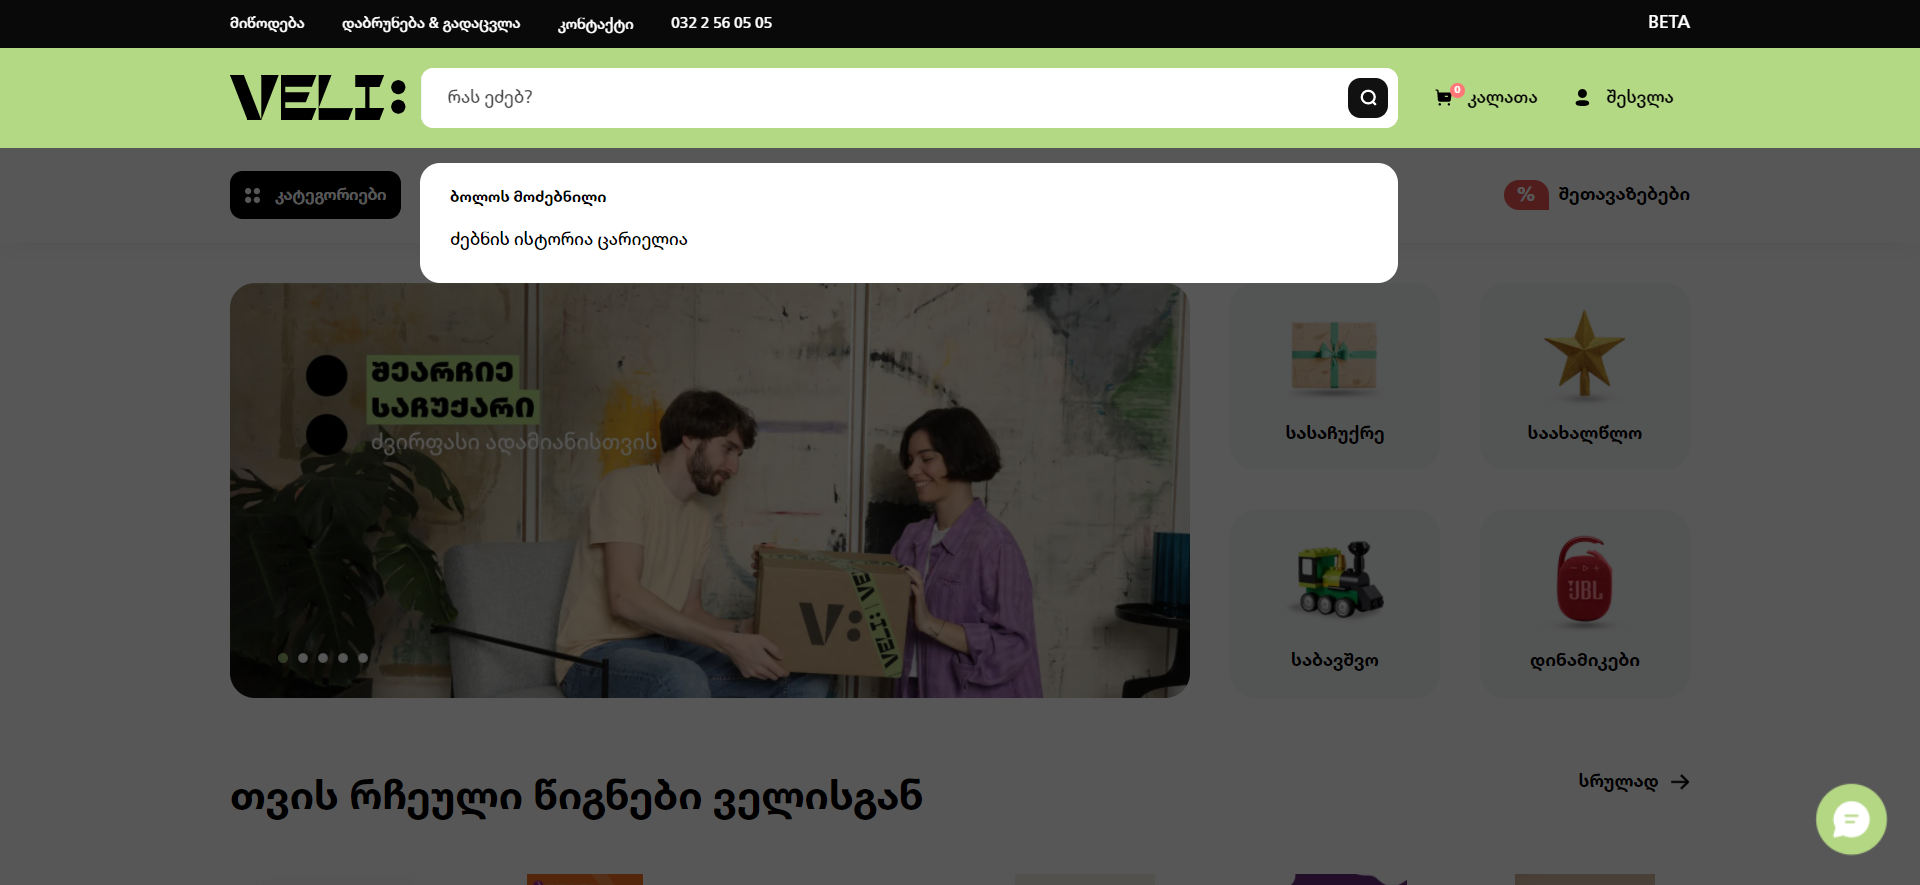 მიწოდება დაბრუნება & გადაცვლა კონტაქტი 032 2 56 05 05 BETA
VELI:
რას ეძებ?
0 კალათა შესვლა
კატეგორიები
ბოლოს მოძებნილი
ძებნის ისტორია ცარიელია
% შეთავაზებები
შეარჩიე
საჩუქარი
ძვირფასი ადამიანისთვის
V:
VELI:
სასაჩუქრე
საახალწლო
JBL
საბავშვო
დინამიკები
თვის რჩეული წიგნები ველისგან
სრულად